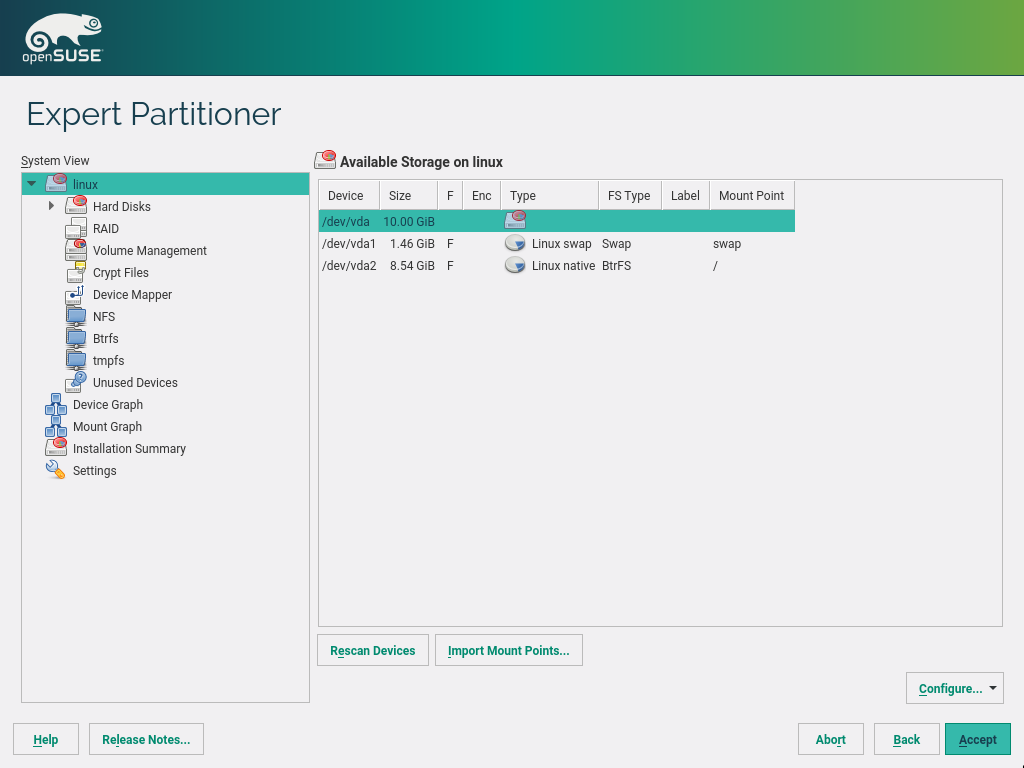 openSUSE
Expert Partitioner
System View
linux
Hard Disks
RAID
Volume Management
Crypt Files
Device Mapper
NFS
Btrfs
tmpfs
Unused Devices
Device Graph
Mount Graph
Installation Summary
Settings
Available Storage on linux
Device Size F Enc Type FS Type Label Mount Point
/dev/vda 10.00 GiB
/dev/vda1 1.46 GiB F Linux swap Swap swap
/dev/vda2 8.54 GiB F Linux native BtrFS /
Rescan Devices Import Mount Points...
Configure...
Help Release Notes... Abort Back Accept